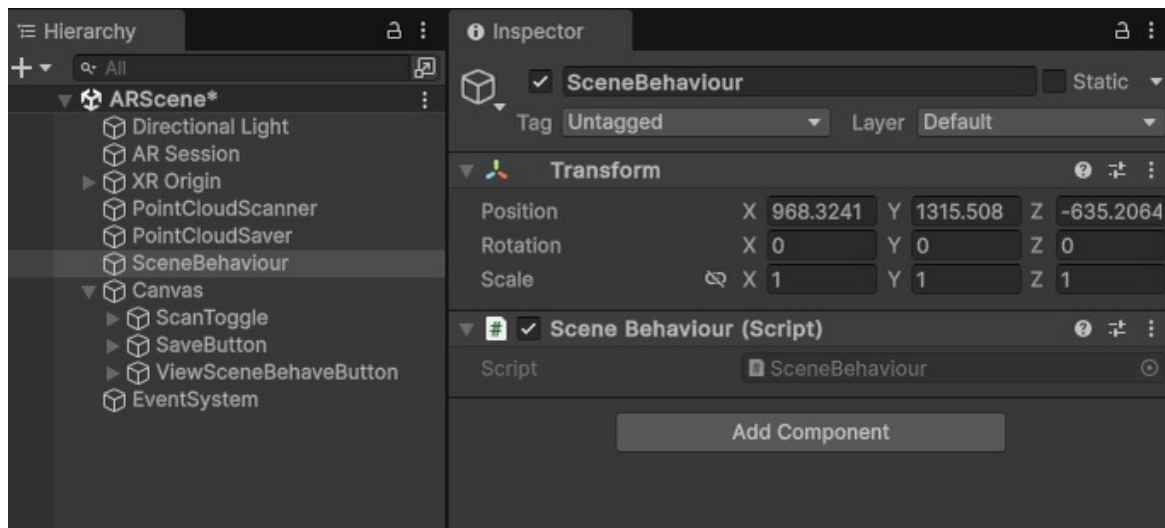 Hierarchy
All
ARScene*
Directional Light
AR Session
XR Origin
PointCloudScanner
PointCloudSaver
SceneBehaviour
Canvas
ScanToggle
SaveButton
ViewSceneBehaveButton
EventSystem
Inspector
SceneBehaviour Static
Tag Untagged Layer Default
Transform
Position X 968.3241 Y 1315.508 Z -635.2064
Rotation X 0 Y 0 Z 0
Scale X 1 Y 1 Z 1
# Scene Behaviour (Script)
Script # SceneBehaviour
Add Component